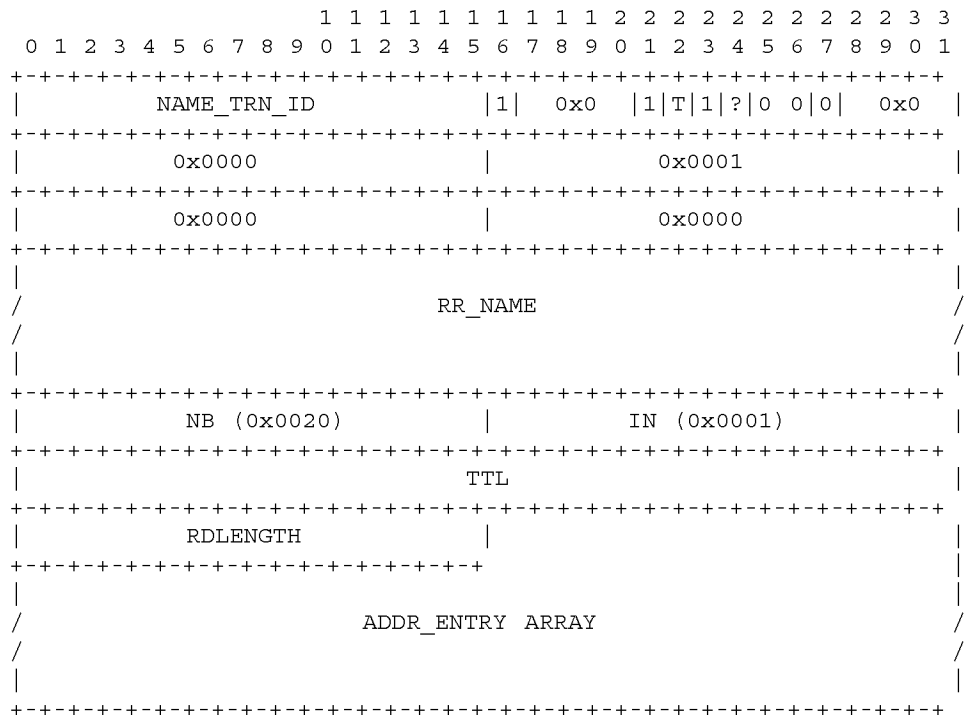 1 1 1 1 1 1 1 1 1 1 2 2 2 2 2 2 2 2 2 2 3 3
 0 1 2 3 4 5 6 7 8 9 0 1 2 3 4 5 6 7 8 9 0 1 2 3 4 5 6 7 8 9 0 1
+-+-+-+-+-+-+-+-+-+-+-+-+-+-+-+-+-+-+-+-+-+-+-+-+-+-+-+-+-+-+-+-+
|         NAME_TRN_ID           |1|  0x0  |1|T|1|?|0 0|0|  0x0  |
+-+-+-+-+-+-+-+-+-+-+-+-+-+-+-+-+-+-+-+-+-+-+-+-+-+-+-+-+-+-+-+-+
|          0x0000               |           0x0001              |
+-+-+-+-+-+-+-+-+-+-+-+-+-+-+-+-+-+-+-+-+-+-+-+-+-+-+-+-+-+-+-+-+
|          0x0000               |           0x0000              |
+-+-+-+-+-+-+-+-+-+-+-+-+-+-+-+-+-+-+-+-+-+-+-+-+-+-+-+-+-+-+-+-+
|                                                               |
/                            RR_NAME                            /
/                                                               /
|                                                               |
+-+-+-+-+-+-+-+-+-+-+-+-+-+-+-+-+-+-+-+-+-+-+-+-+-+-+-+-+-+-+-+-+
|           NB (0x0020)         |         IN (0x0001)           |
+-+-+-+-+-+-+-+-+-+-+-+-+-+-+-+-+-+-+-+-+-+-+-+-+-+-+-+-+-+-+-+-+
|                              TTL                              |
+-+-+-+-+-+-+-+-+-+-+-+-+-+-+-+-+-+-+-+-+-+-+-+-+-+-+-+-+-+-+-+-+
|           RDLENGTH            |                               |
+-+-+-+-+-+-+-+-+-+-+-+-+-+-+-+-+                               |
|                                                               |
/                       ADDR_ENTRY ARRAY                        /
/                                                               /
|                                                               |
+-+-+-+-+-+-+-+-+-+-+-+-+-+-+-+-+-+-+-+-+-+-+-+-+-+-+-+-+-+-+-+-+